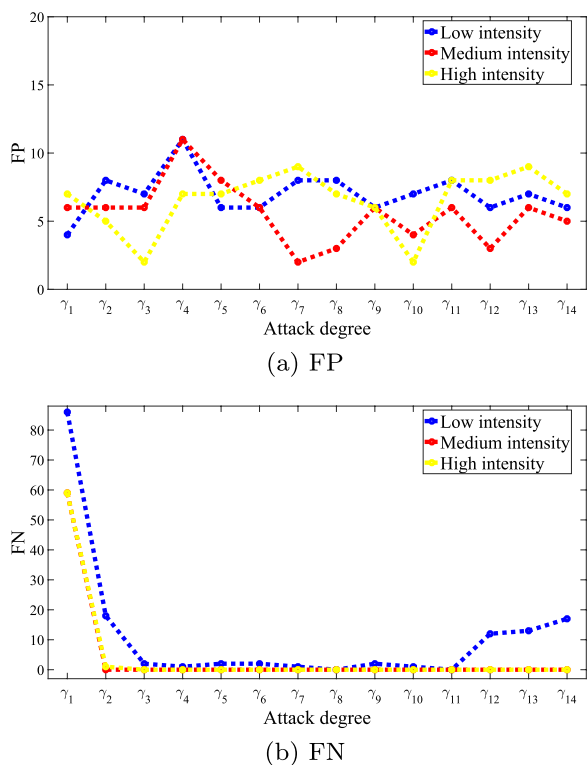 20
15
10
5
0
FP
Low intensity
Medium intensity
High intensity
γ1 γ2 γ3 γ4 γ5 γ6 γ7 γ8 γ9 γ10 γ11 γ12 γ13 γ14
Attack degree
(a) FP
80
70
60
50
40
30
20
10
0
FN
Low intensity
Medium intensity
High intensity
γ1 γ2 γ3 γ4 γ5 γ6 γ7 γ8 γ9 γ10 γ11 γ12 γ13 γ14
Attack degree
(b) FN